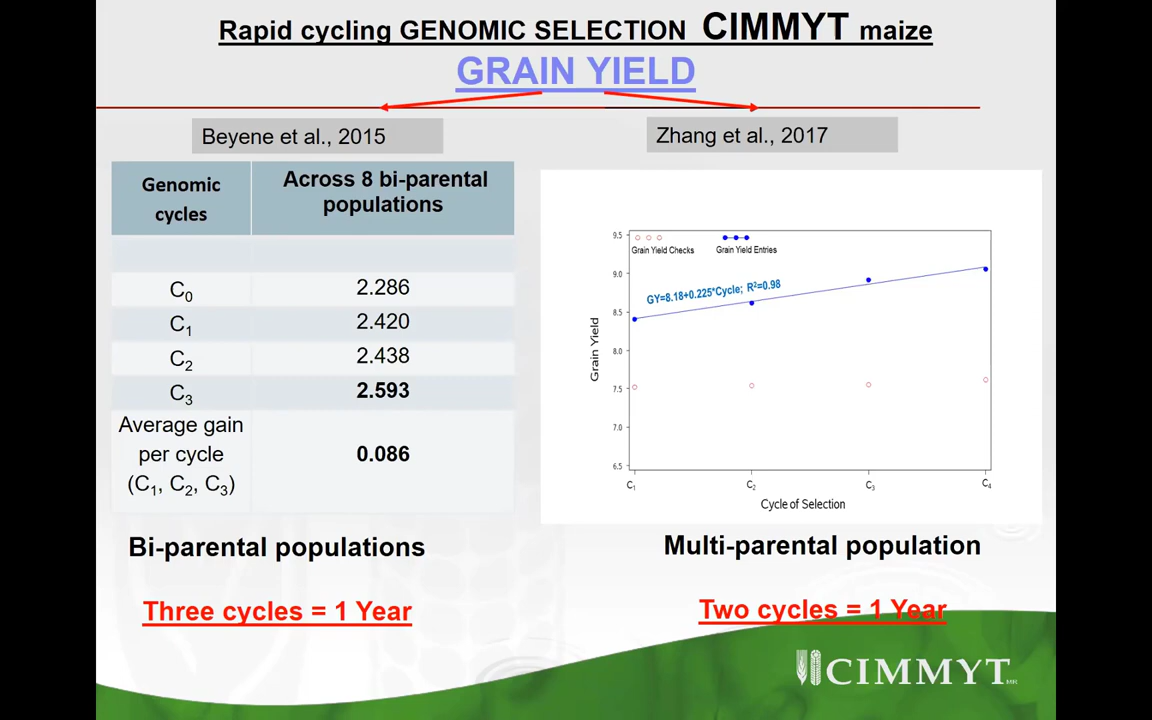 Rapid cycling GENOMIC SELECTION CIMMYT maize
GRAIN YIELD
Beyene et al., 2015
Genomic cycles
Across 8 bi-parental populations
C0 2.286
C1 2.420
C2 2.438
C3 2.593
Average gain per cycle (C1, C2, C3) 0.086
Bi-parental populations
Three cycles = 1 Year
Zhang et al., 2017
Grain Yield Checks
Grain Yield Entries
GY=8.18+0.225*Cycle; R²=0.98
Grain Yield
9.5
9.0
8.5
8.0
7.5
7.0
6.5
C1 C2 C3 C4
Cycle of Selection
Multi-parental population
Two cycles = 1 Year
CIMMYT MR